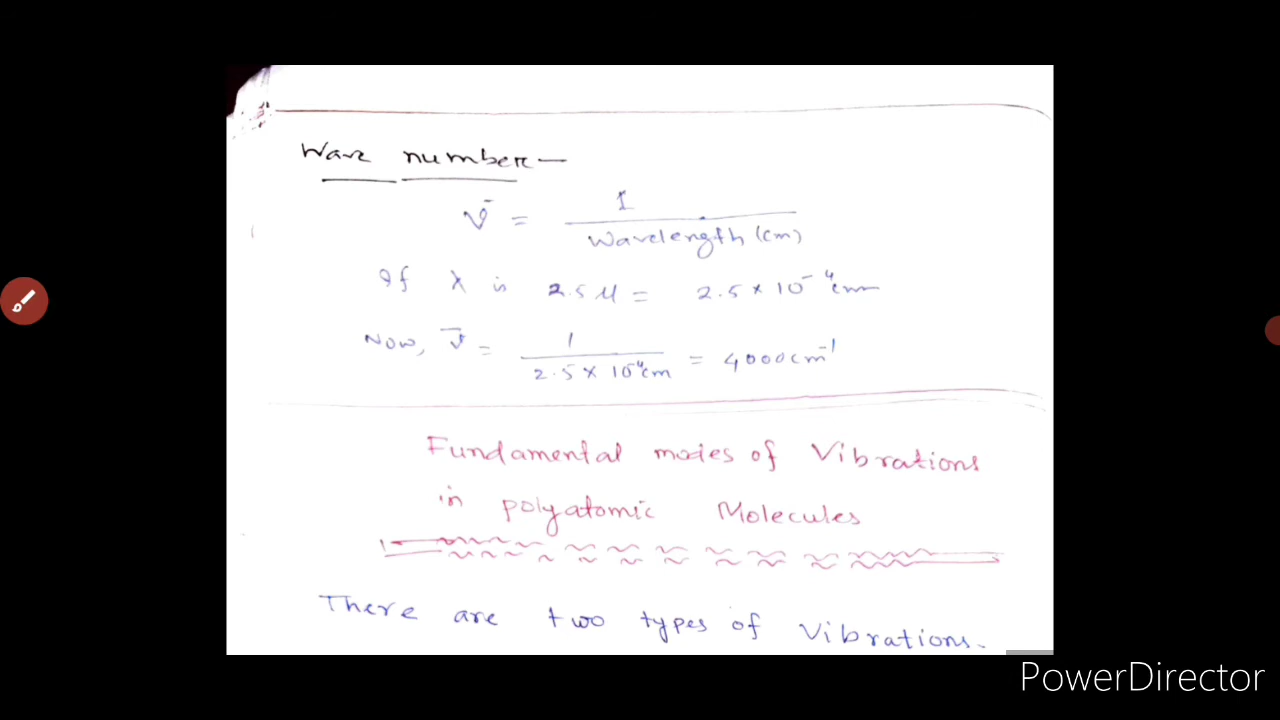 Wave number —
ν̄ = 1 / Wavelength (cm)
If λ is 2.5 μ = 2.5 × 10⁻⁴ cm
Now, ν̄ = 1 / 2.5 × 10⁻⁴ cm = 4000 cm⁻¹
Fundamental modes of Vibrations
in polyatomic Molecules
There are two types of Vibrations.
PowerDirector